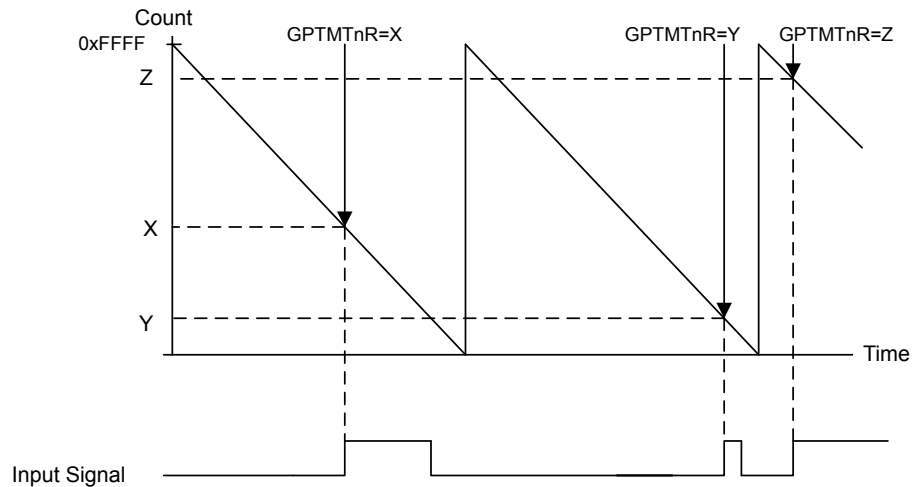 Count
0xFFFF
GPTMTnR=X
GPTMTnR=Y
GPTMTnR=Z
Z
X
Y
Time
Input Signal